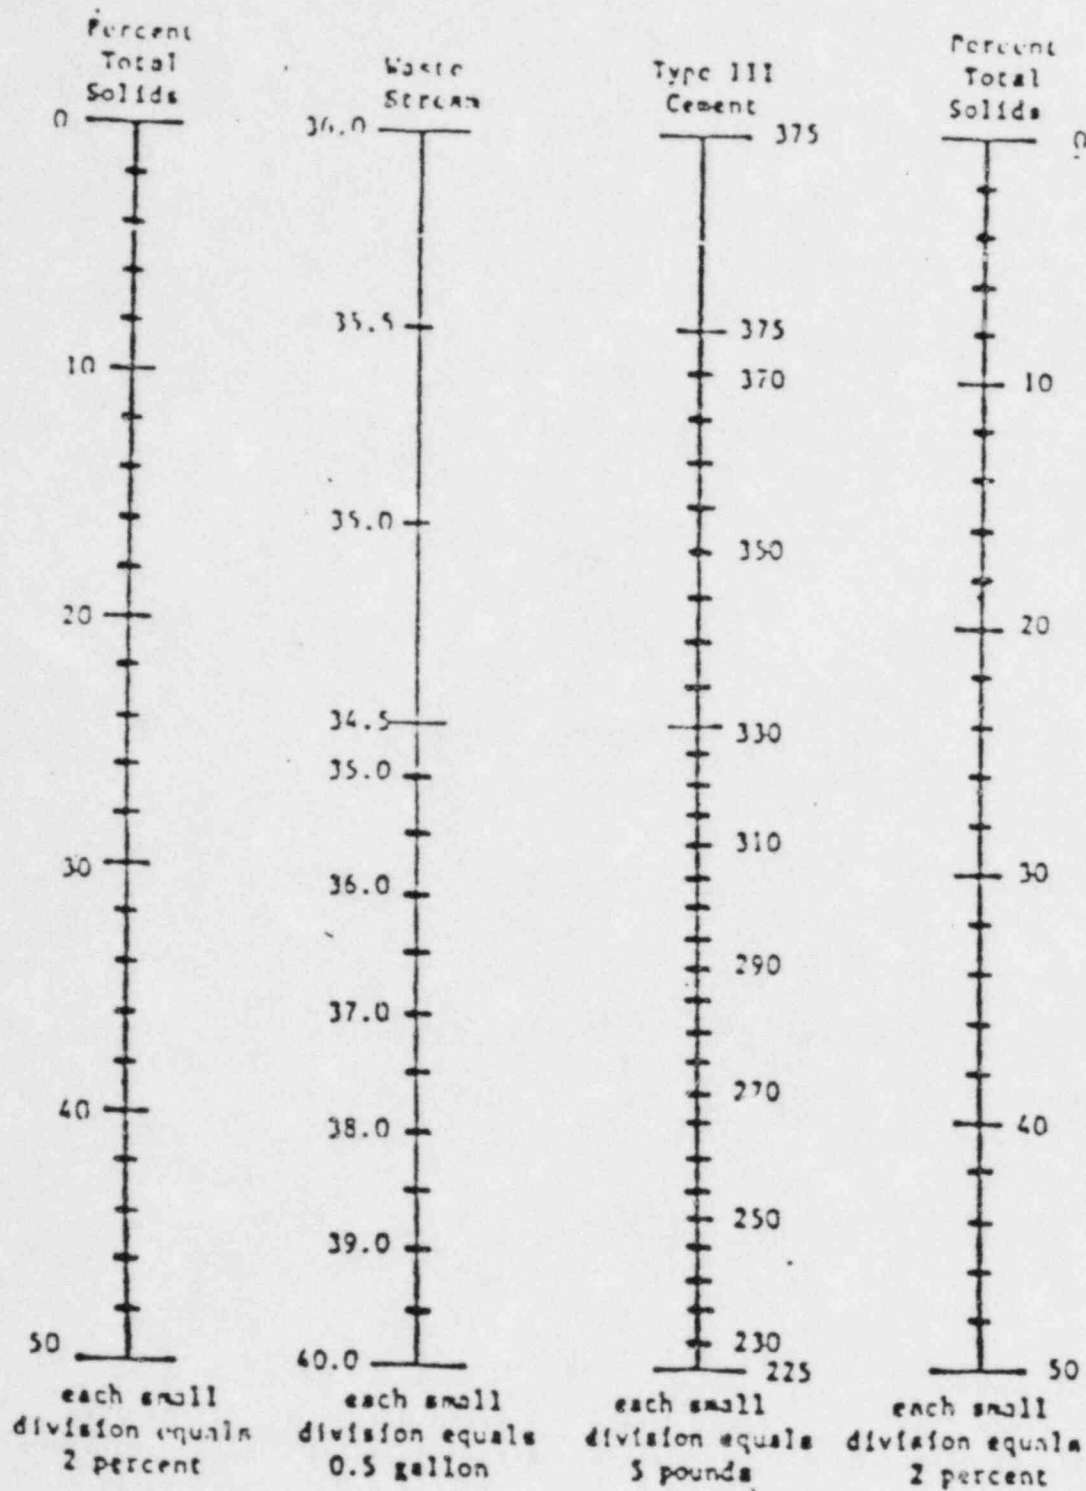 Percent
Total
Solids
0
10
20
30
40
50
each small
division equals
2 percent
Waste
Stream
36.0
35.5
35.0
34.5
35.0
36.0
37.0
38.0
39.0
40.0
each small
division equals
0.5 gallon
Type III
Cement
375
375
370
350
330
310
290
270
250
230
225
each small
division equals
5 pounds
Percent
Total
Solids
0
10
20
30
40
50
each small
division equals
2 percent